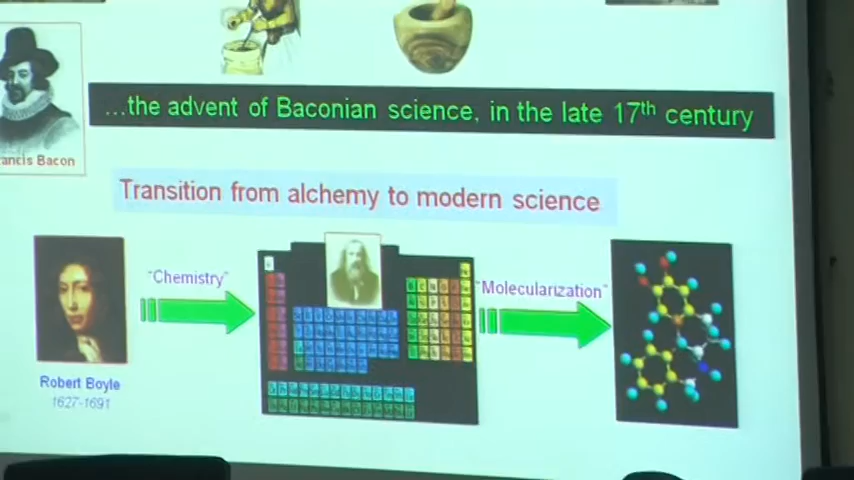 …the advent of Baconian science, in the late 17th century
ancis Bacon
Transition from alchemy to modern science
"Chemistry"
"Molecularization"
Robert Boyle
1627-1691